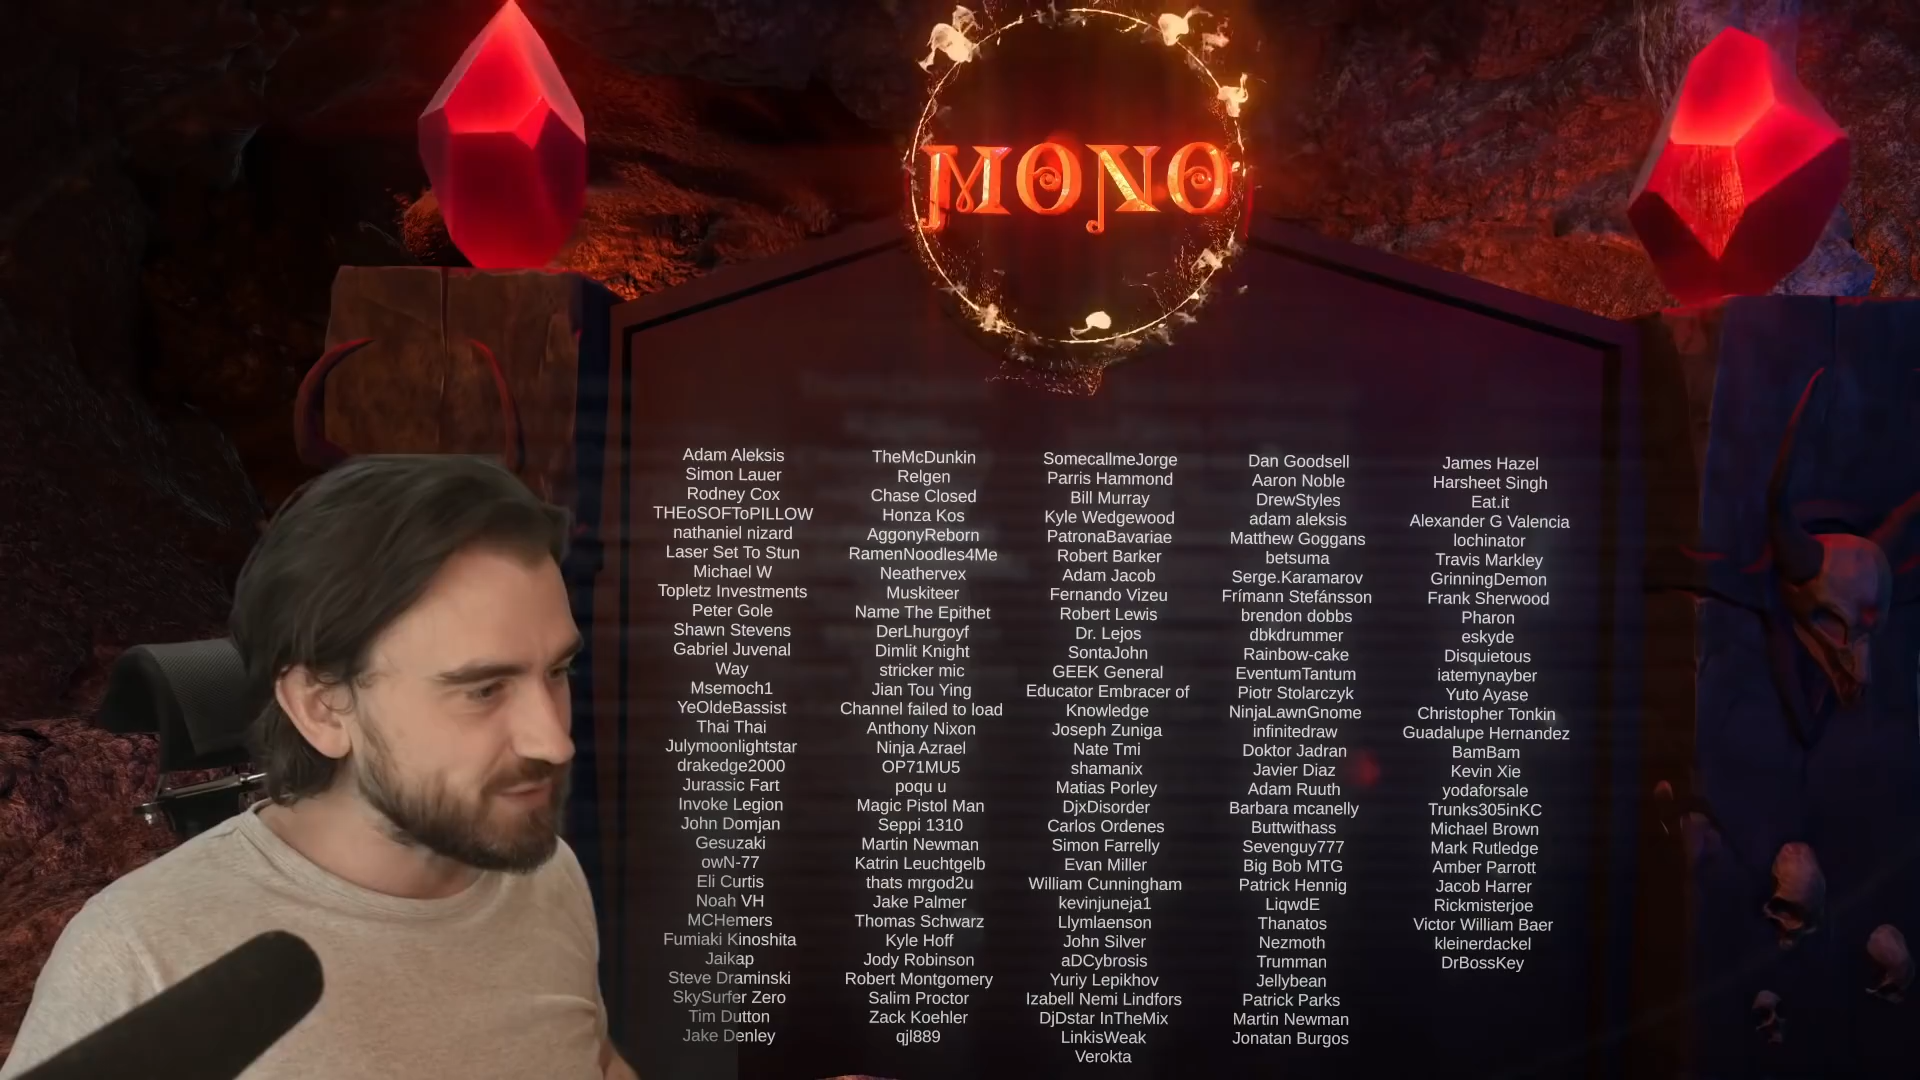 MONO
Adam Aleksis
Simon Lauer
Rodney Cox
THEoSOFToPILLOW
nathaniel nizard
Laser Set To Stun
Michael W
Topletz Investments
Peter Gole
Shawn Stevens
Gabriel Juvenal
Way
Msemoch1
YeOldeBassist
Thai Thai
Julymoonlightstar
drakedge2000
Jurassic Fart
Invoke Legion
John Domjan
Gesuzaki
owN-77
Eli Curtis
Noah VH
MCHemers
Fumiaki Kinoshita
Jaikap
Steve Draminski
SkySurfer Zero
Tim Dutton
Jake Denley
TheMcDunkin
Relgen
Chase Closed
Honza Kos
AggonyReborn
RamenNoodles4Me
Neathervex
Muskiteer
Name The Epithet
DerLhurgoyf
Dimlit Knight
stricker mic
Jian Tou Ying
Channel failed to load
Anthony Nixon
Ninja Azrael
OP71MU5
poqu u
Magic Pistol Man
Seppi 1310
Martin Newman
Katrin Leuchtgelb
thats mrgod2u
Jake Palmer
Thomas Schwarz
Kyle Hoff
Jody Robinson
Robert Montgomery
Salim Proctor
Zack Koehler
qjl889
SomecallmeJorge
Parris Hammond
Bill Murray
Kyle Wedgewood
PatronaBavariae
Robert Barker
Adam Jacob
Fernando Vizeu
Robert Lewis
Dr. Lejos
SontaJohn
GEEK General
Educator Embracer of
Knowledge
Joseph Zuniga
Nate Tmi
shamanix
Matias Porley
DjxDisorder
Carlos Ordenes
Simon Farrelly
Evan Miller
William Cunningham
kevinjuneja1
Llymlaenson
John Silver
aDCybrosis
Yuriy Lepikhov
Izabell Nemi Lindfors
DjDstar InTheMix
LinkisWeak
Verokta
Dan Goodsell
Aaron Noble
DrewStyles
adam aleksis
Matthew Goggans
betsuma
Serge.Karamarov
Frímann Stefánsson
brendon dobbs
dbkdrummer
Rainbow-cake
EventumTantum
Piotr Stolarczyk
NinjaLawnGnome
infinitedraw
Doktor Jadran
Javier Diaz
Adam Ruuth
Barbara mcanelly
Buttwithass
Sevenguy777
Big Bob MTG
Patrick Hennig
LiqwdE
Thanatos
Nezmoth
Trumman
Jellybean
Patrick Parks
Martin Newman
Jonatan Burgos
James Hazel
Harsheet Singh
Eat.it
Alexander G Valencia
lochinator
Travis Markley
GrinningDemon
Frank Sherwood
Pharon
eskyde
Disquietous
iatemynayber
Yuto Ayase
Christopher Tonkin
Guadalupe Hernandez
BamBam
Kevin Xie
yodaforsale
Trunks305inKC
Michael Brown
Mark Rutledge
Amber Parrott
Jacob Harrer
Rickmisterjoe
Victor William Baer
kleinerdackel
DrBossKey